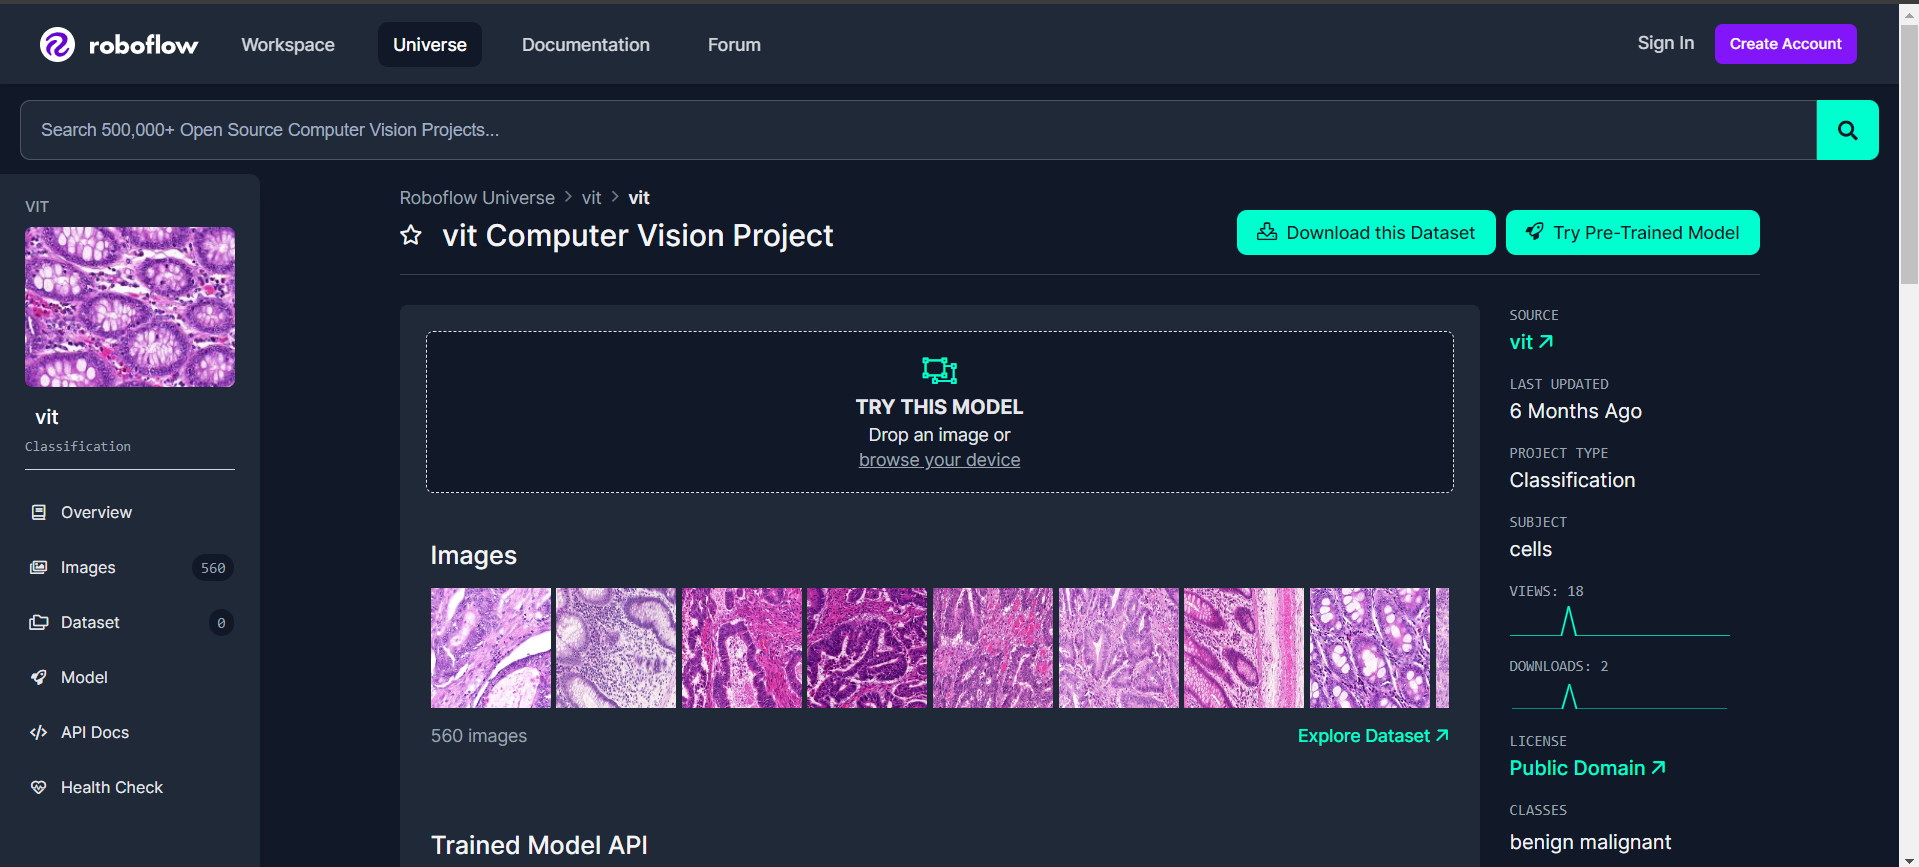 roboflow
Workspace
Universe
Documentation
Forum
Sign In
Create Account
Search 500,000+ Open Source Computer Vision Projects...
VIT
vit
Classification
Overview
Images 560
Dataset 0
Model
API Docs
Health Check
Roboflow Universe > vit > vit
vit Computer Vision Project
Download this Dataset
Try Pre-Trained Model
TRY THIS MODEL
Drop an image or
browse your device
Images
560 images
Explore Dataset
Trained Model API
SOURCE
vit
LAST UPDATED
6 Months Ago
PROJECT TYPE
Classification
SUBJECT
cells
VIEWS: 18
DOWNLOADS: 2
LICENSE
Public Domain
CLASSES
benign malignant